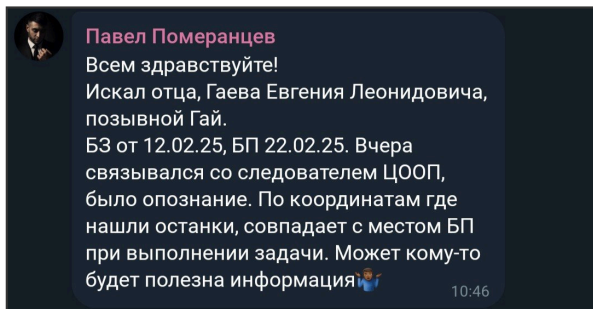 Павел Померанцев
Всем здравствуйте!
Искал отца, Гаева Евгения Леонидовича,
позывной Гай.
БЗ от 12.02.25, БП 22.02.25. Вчера
связывался со следователем ЦООП,
было опознание. По координатам где
нашли останки, совпадает с местом БП
при выполнении задачи. Может кому-то
будет полезна информация🤷🏾‍♂️
10:46